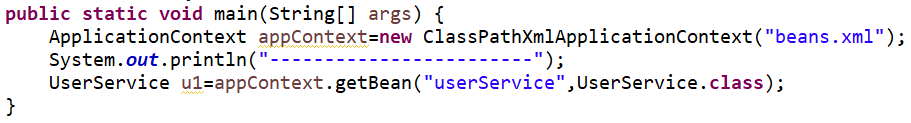 public static void main(String[] args) {
    ApplicationContext appContext=new ClassPathXmlApplicationContext("beans.xml");
    System.out.println("------------------------");
    UserService u1=appContext.getBean("userService",UserService.class);
}